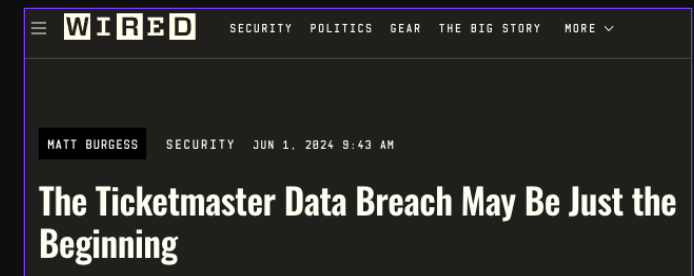 WIRED SECURITY POLITICS GEAR THE BIG STORY MORE
MATT BURGESS SECURITY JUN 1, 2024 9:43 AM
The Ticketmaster Data Breach May Be Just the
Beginning